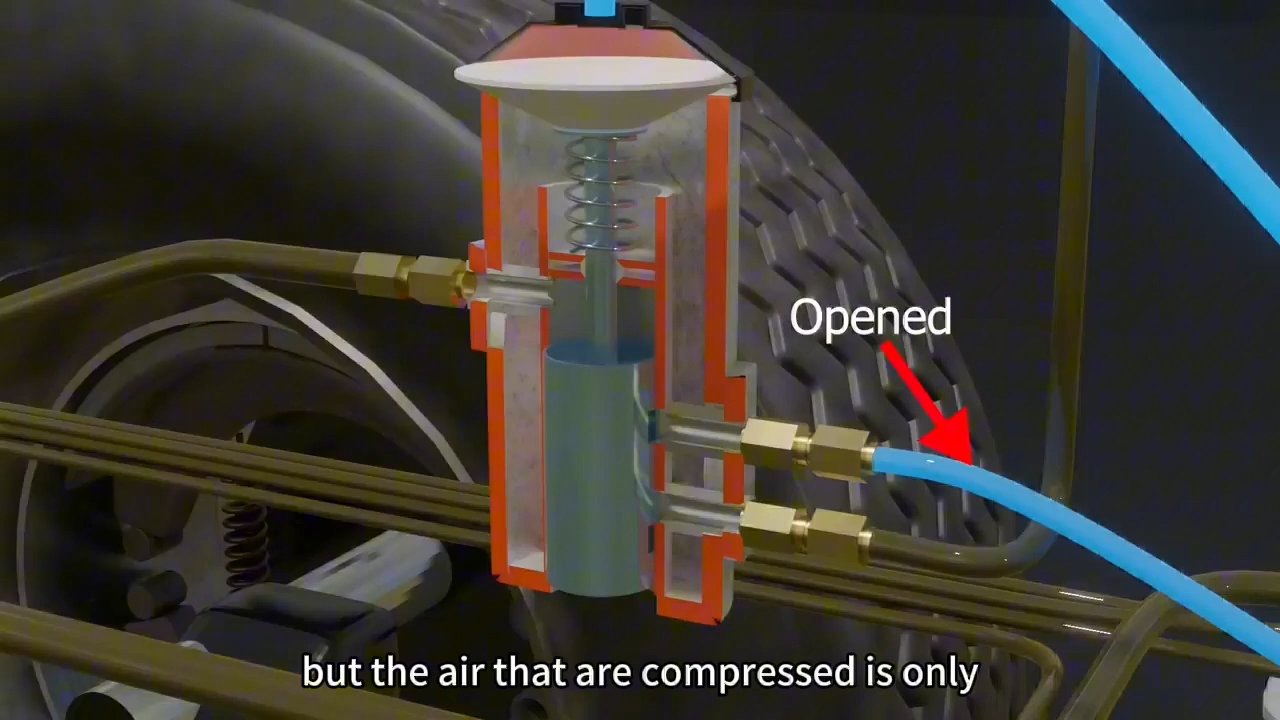 Opened
but the air that are compressed is only